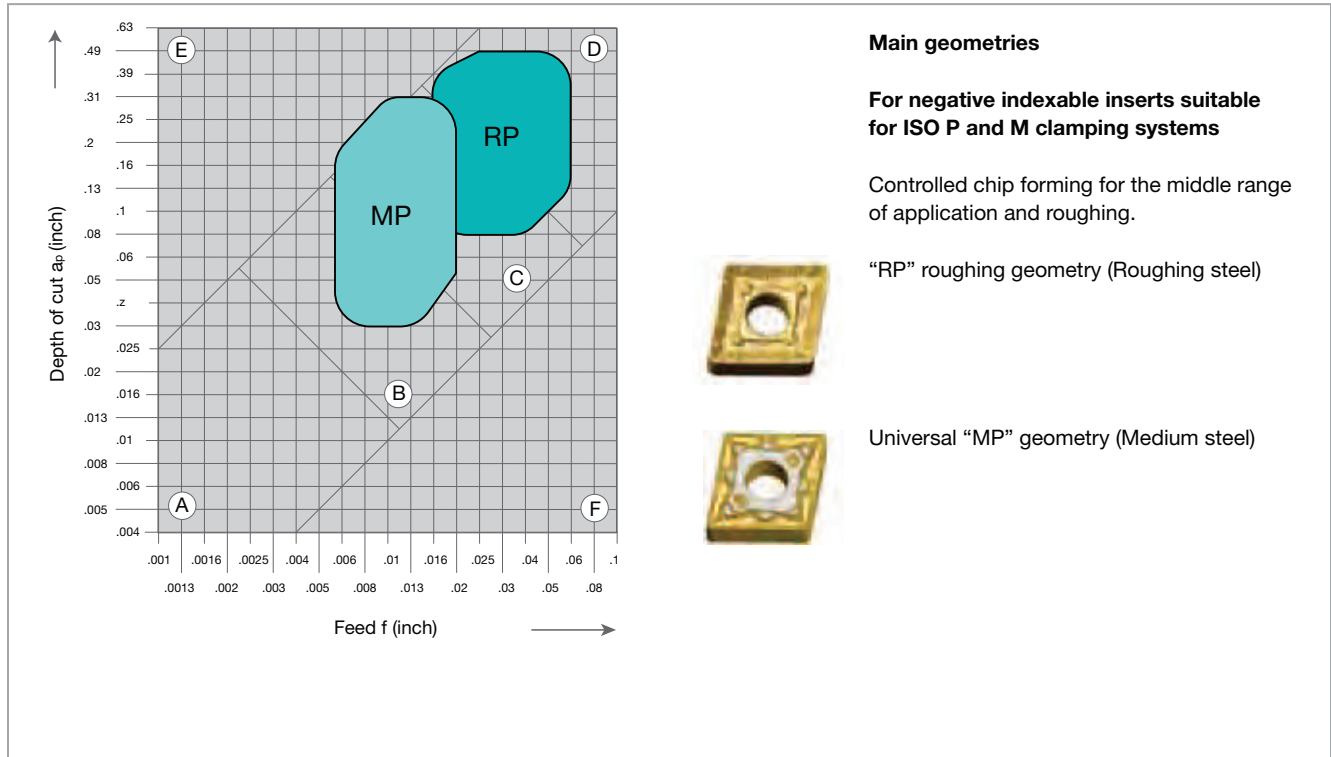 .63
.49
.39
.31
.25
.2
.16
.13
.1
.08
.06
.05
.z
.03
.025
.02
.016
.013
.01
.008
.006
.005
.004
Depth of cut ap (inch)
E
D
RP
MP
C
B
A
F
.001 .0016 .0025 .004 .006 .01 .016 .025 .04 .06 .1
.0013 .002 .003 .005 .008 .013 .02 .03 .05 .08
Feed f (inch)
Main geometries
For negative indexable inserts suitable
for ISO P and M clamping systems
Controlled chip forming for the middle range
of application and roughing.
“RP” roughing geometry (Roughing steel)
Universal “MP” geometry (Medium steel)